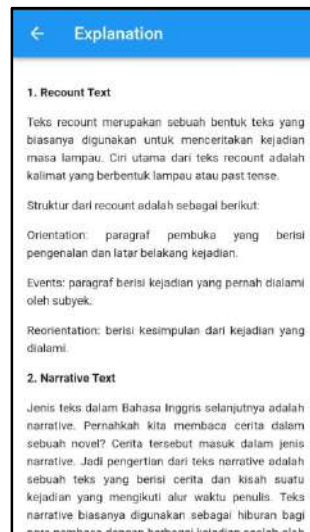 Explanation
1. Recount Text
Teks recount merupakan sebuah bentuk teks yang
biasanya digunakan untuk menceritakan kejadian
masa lampau. Ciri utama dari teks recount adalah
kalimat yang berbentuk lampau atau past tense.
Struktur dari recount adalah sebagai berikut:
Orientation: paragraf pembuka yang berisi
pengenalan dan latar belakang kejadian.
Events: paragraf berisi kejadian yang pernah dialami
oleh subyek.
Reorientation: berisi kesimpulan dari kejadian yang
dialami.
2. Narrative Text
Jenis teks dalam Bahasa Inggris selanjutnya adalah
narrative. Pernahkah kita membaca cerita dalam
sebuah novel? Cerita tersebut masuk dalam jenis
narrative. Jadi pengertian dari teks narrative adalah
sebuah teks yang berisi cerita dan kisah suatu
kejadian yang mengikuti alur waktu penulis. Teks
narrative biasanya digunakan sebagai hiburan bagi
para pembaca dengan berbagai kejadian